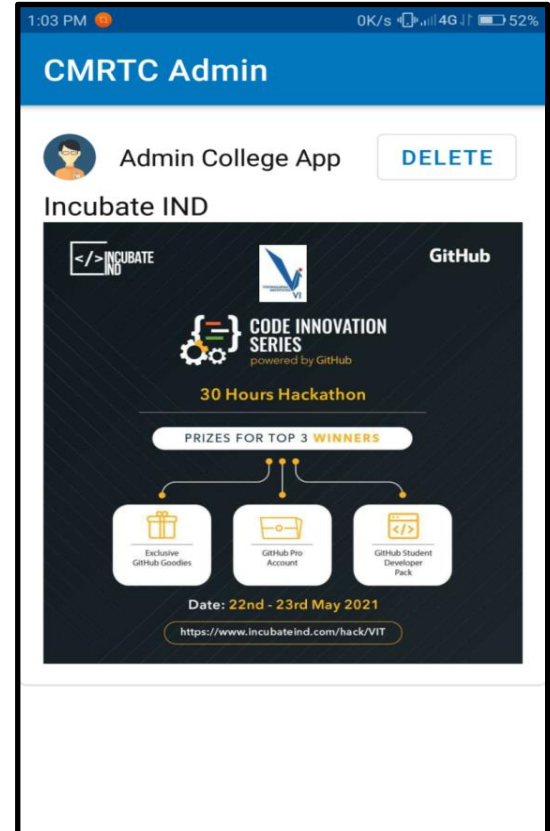 1:03 PM 0K/s 4G 52%
CMRTC Admin
Admin College App DELETE
Incubate IND
</>INCUBATE
IND
GitHub
VI
CODE INNOVATION
SERIES
powered by GitHub
30 Hours Hackathon
PRIZES FOR TOP 3 WINNERS
Exclusive
GitHub Goodies
GitHub Pro
Account
</>
GitHub Student
Developer
Pack
Date: 22nd - 23rd May 2021
https://www.incubateind.com/hack/VIT